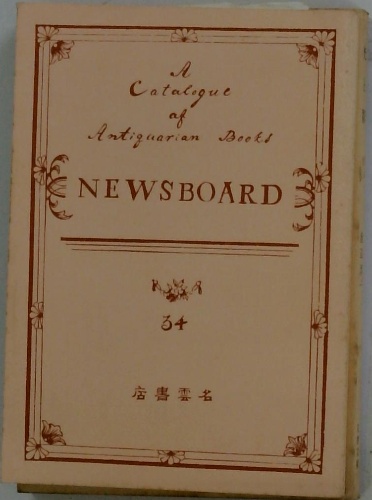 A
Catalogue
of
Antiquarian Books
NEWSBOARD
34
名雲書店